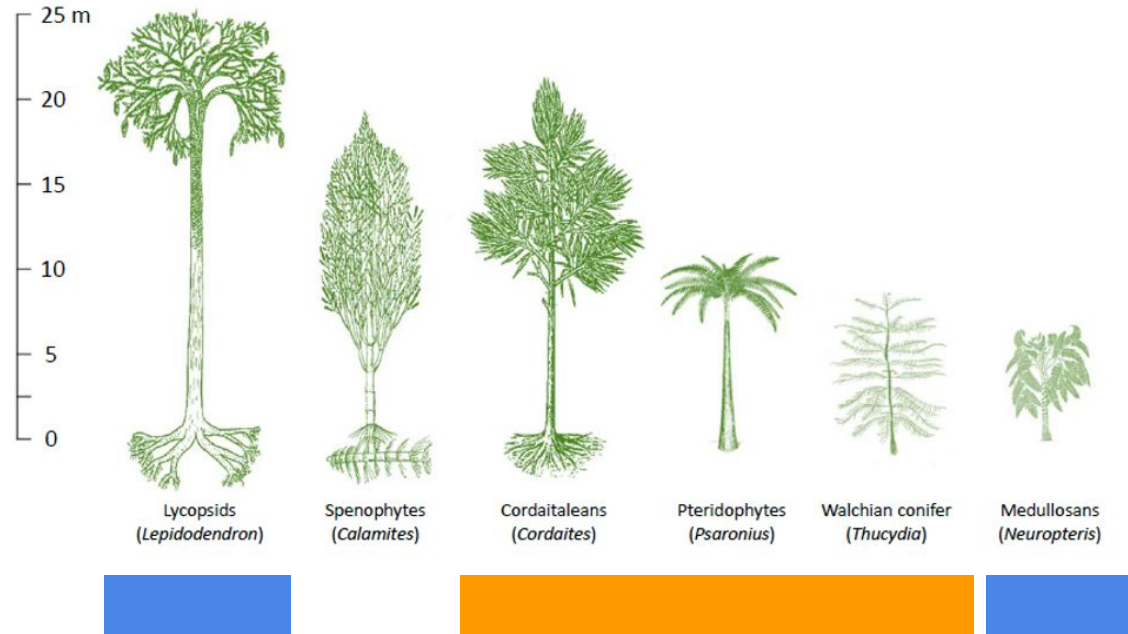 25 m
20
15
10
5
0
Lycopsids
(Lepidodendron)
Spenophytes
(Calamites)
Cordaitaleans
(Cordaites)
Pteridophytes
(Psaronius)
Walchian conifer
(Thucydia)
Medullosans
(Neuropteris)